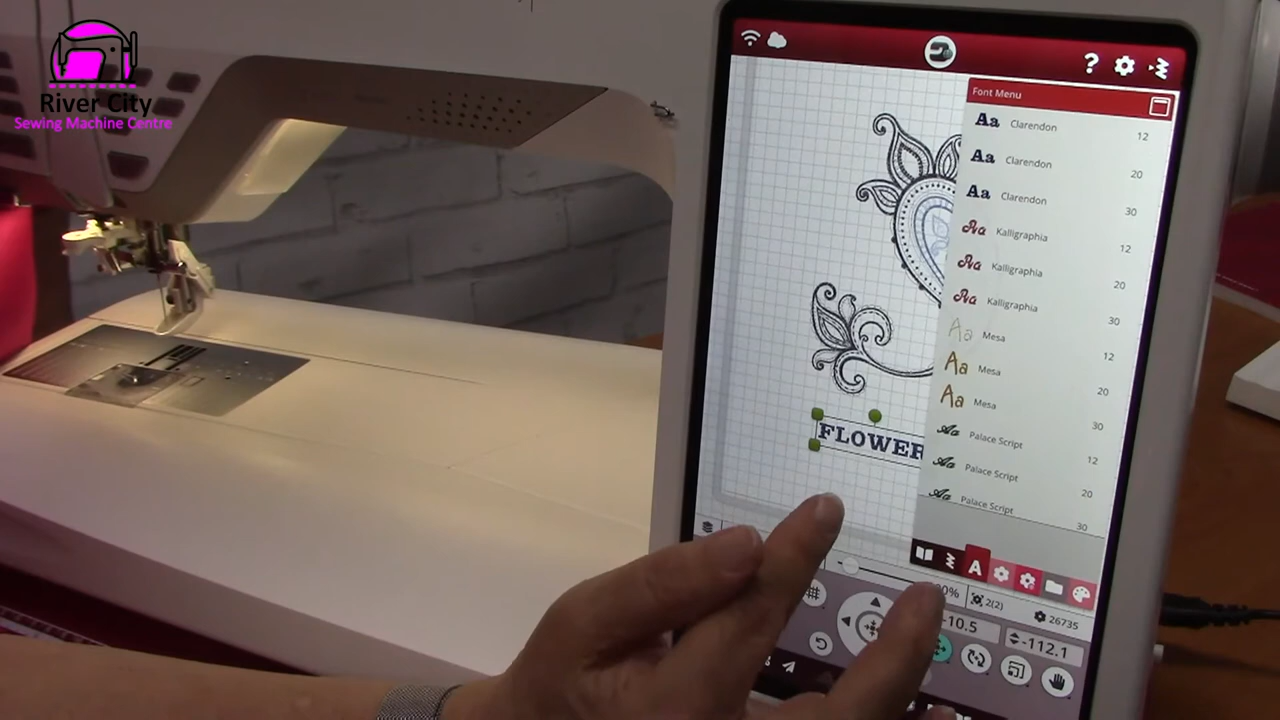 River City
Sewing Machine Centre
?
Font Menu
Aa Clarendon 12
Aa Clarendon 20
Aa Clarendon 30
Aa Kalligraphia 12
Aa Kalligraphia 20
Aa Kalligraphia 30
Aa Mesa 12
Aa Mesa 20
Aa Mesa 30
Aa Palace Script 12
Aa Palace Script 20
Aa Palace Script 30
FLOWER
A
2(2)
26735
-10.5
-112.1